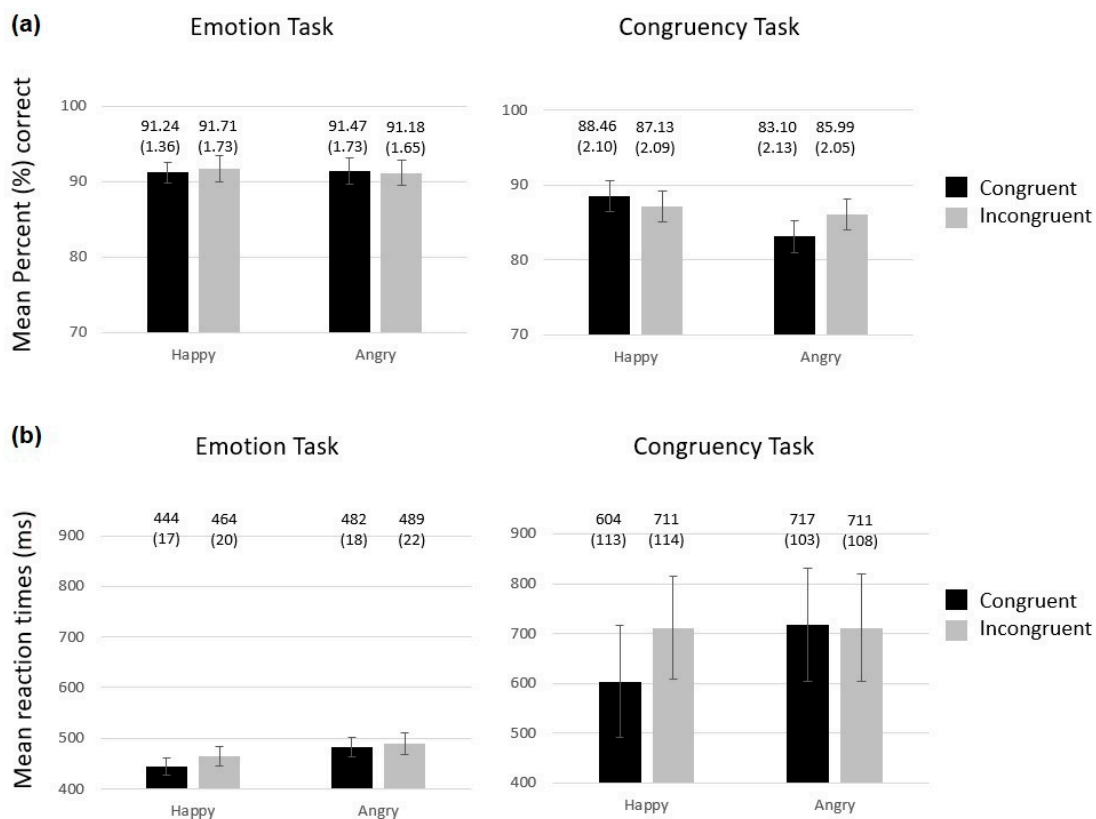 (a)
Emotion Task
Congruency Task
Mean Percent (%) correct
100
90
80
70
91.24 91.71 91.47 91.18
(1.36) (1.73) (1.73) (1.65)
Happy Angry
100
90
80
70
88.46 87.13 83.10 85.99
(2.10) (2.09) (2.13) (2.05)
Happy Angry
Congruent
Incongruent
(b)
Emotion Task
Congruency Task
Mean reaction times (ms)
900
800
700
600
500
400
444 464 482 489
(17) (20) (18) (22)
Happy Angry
900
800
700
600
500
400
604 711 717 711
(113) (114) (103) (108)
Happy Angry
Congruent
Incongruent